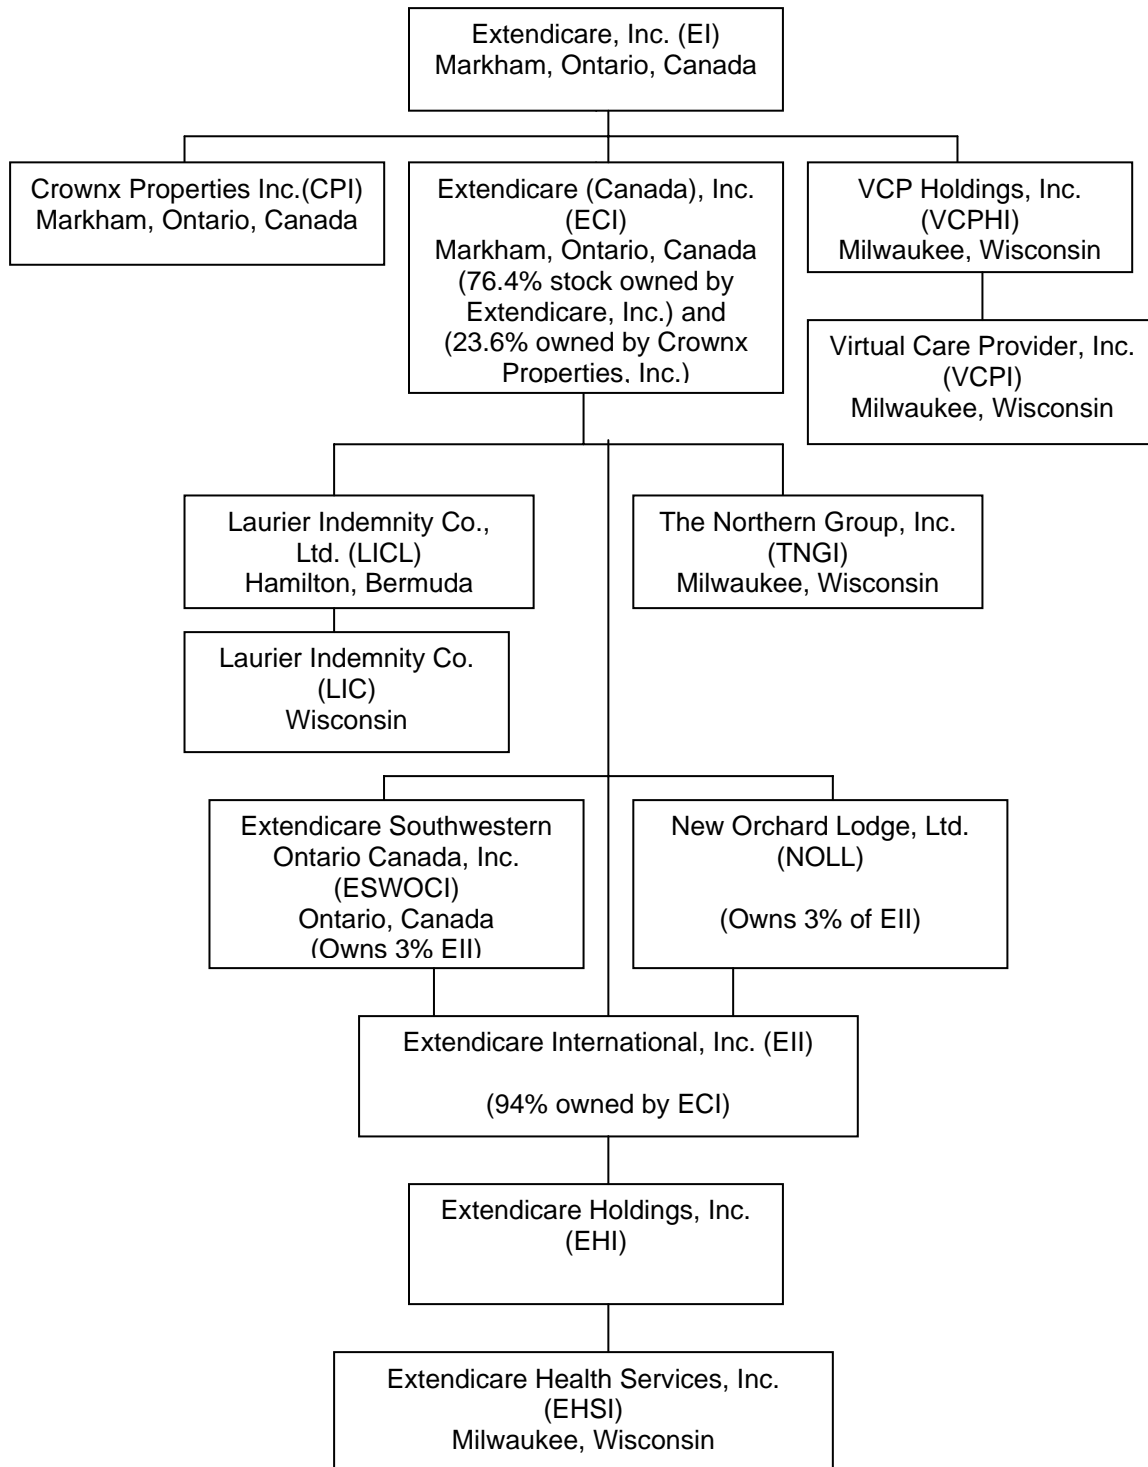 Extendicare, Inc. (EI)
Markham, Ontario, Canada
Crownx Properties Inc.(CPI)
Markham, Ontario, Canada
Extendicare (Canada), Inc.
(ECI)
Markham, Ontario, Canada
(76.4% stock owned by
Extendicare, Inc.) and
(23.6% owned by Crownx
Properties, Inc.)
VCP Holdings, Inc.
(VCPHI)
Milwaukee, Wisconsin
Virtual Care Provider, Inc.
(VCPI)
Milwaukee, Wisconsin
Laurier Indemnity Co.,
Ltd. (LICL)
Hamilton, Bermuda
The Northern Group, Inc.
(TNGI)
Milwaukee, Wisconsin
Laurier Indemnity Co.
(LIC)
Wisconsin
Extendicare Southwestern
Ontario Canada, Inc.
(ESWOCI)
Ontario, Canada
(Owns 3% EII)
New Orchard Lodge, Ltd.
(NOLL)
(Owns 3% of EII)
Extendicare International, Inc. (EII)
(94% owned by ECI)
Extendicare Holdings, Inc.
(EHI)
Extendicare Health Services, Inc.
(EHSI)
Milwaukee, Wisconsin